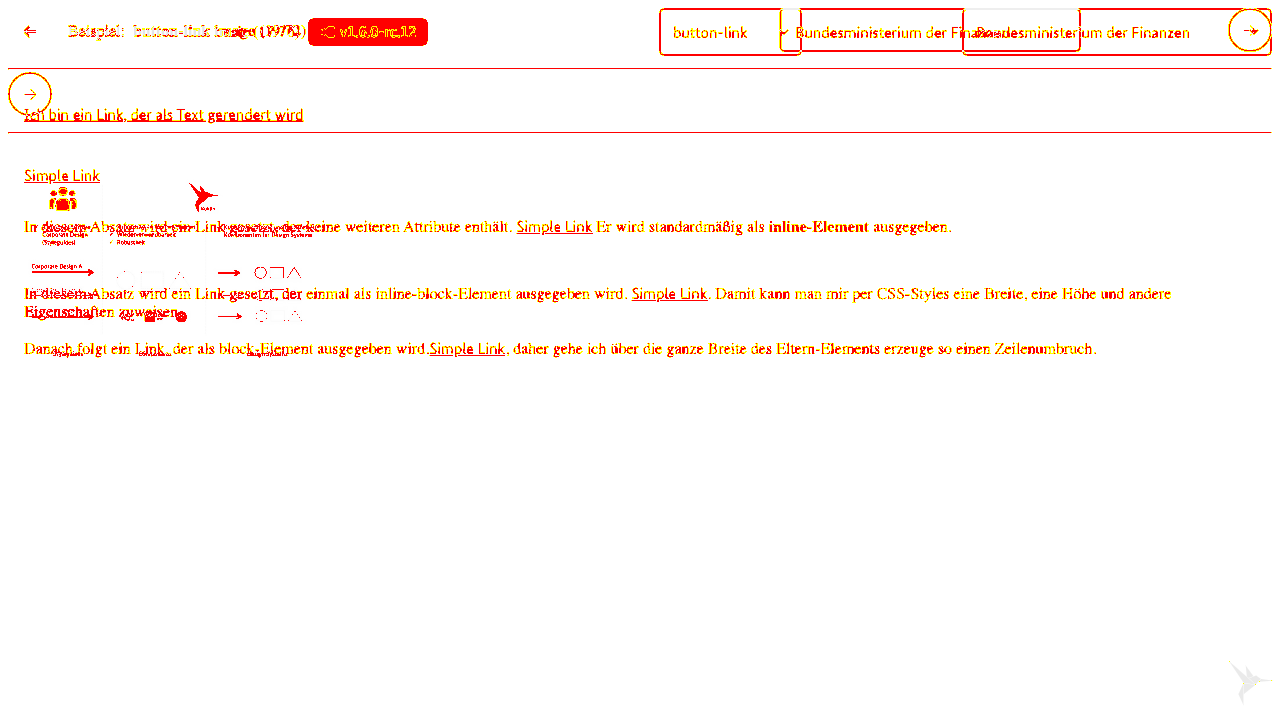 Beispiel:
v1.6.0-rc.12
button-link
Bundesministerium der
Bundesministerium der Finanzen
Ich bin ein Link, der als Text gerendert wird
Simple Link
In diesem Absatz wird ein Link gesetzt, der keine weiteren Attribute enthält. Simple Link Er wird standardmäßig als inline-Element ausgegeben.
Corporate Design
(Styleguides)
Corporate Design A
In diesem Absatz wird ein Link gesetzt, der einmal als inline-block-Element ausgegeben wird. Simple Link. Damit kann man mir per CSS-Styles eine Breite, eine Höhe und andere
Eigenschaften zuweisen.
Danach folgt ein Link, der als block-Element ausgegeben wird.Simple Link, daher gehe ich über die ganze Breite des Eltern-Elements erzeuge so einen Zeilenumbruch.